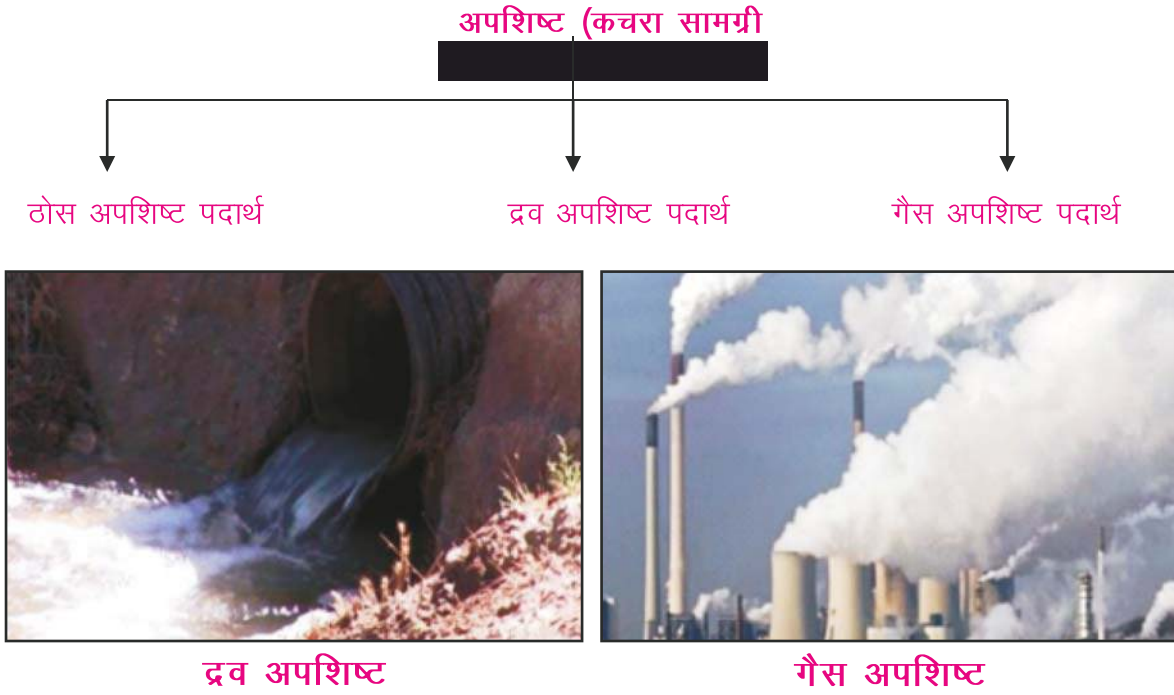 अपशिष्ट (कचरा सामग्री
ठोस अपशिष्ट पदार्थ द्रव अपशिष्ट पदार्थ गैस अपशिष्ट पदार्थ
द्रव अपशिष्ट गैस अपशिष्ट